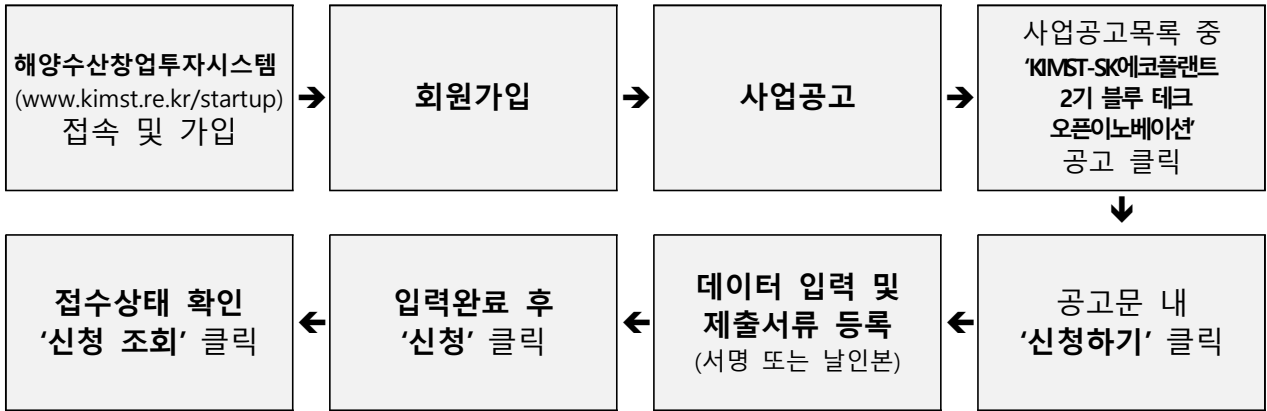 해양수산창업투자시스템
(www.kimst.re.kr/startup)
접속 및 가입
➔
회원가입
➔
사업공고
➔
사업공고목록 중
‘KIMST-SK에코플랜트
2기 블루 테크
오픈이노베이션’
공고 클릭
🡻
공고문 내
‘신청하기’ 클릭
🡸
데이터 입력 및
제출서류 등록
(서명 또는 날인본)
🡸
입력완료 후
‘신청’ 클릭
🡸
접수상태 확인
‘신청 조회’ 클릭